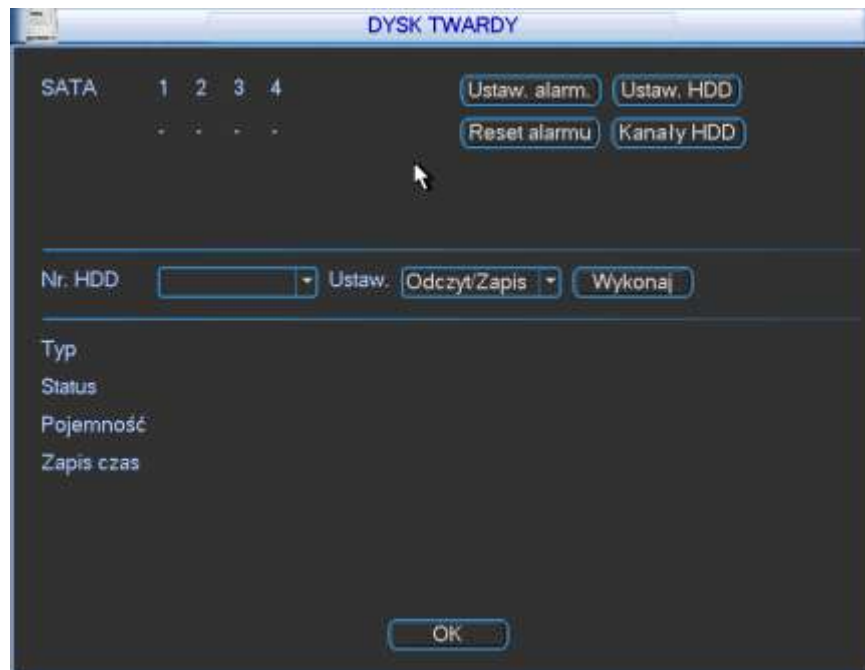 DYSK TWARDY
SATA 1 2 3 4 Ustaw. alarm. Ustaw. HDD
- - - - Reset alarmu Kanały HDD
Nr. HDD Ustaw. Odczyt/Zapis Wykonaj
Typ
Status
Pojemność
Zapis czas
OK